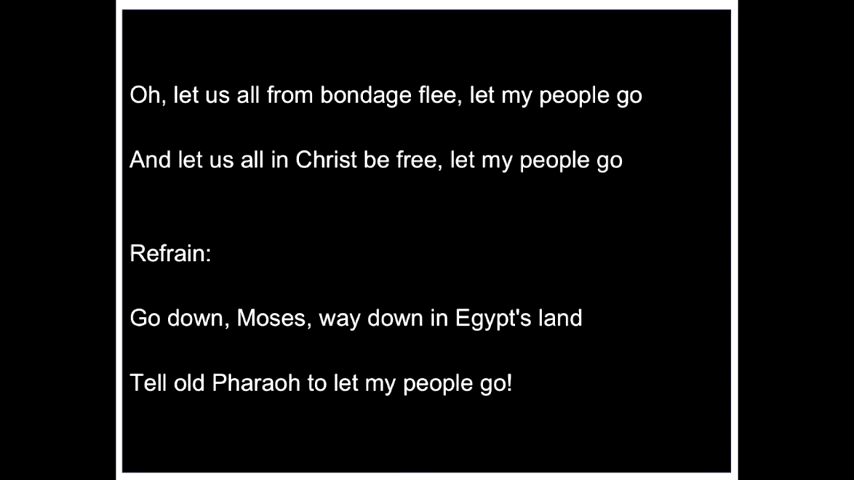 Oh, let us all from bondage flee, let my people go
And let us all in Christ be free, let my people go
Refrain:
Go down, Moses, way down in Egypt's land
Tell old Pharaoh to let my people go!